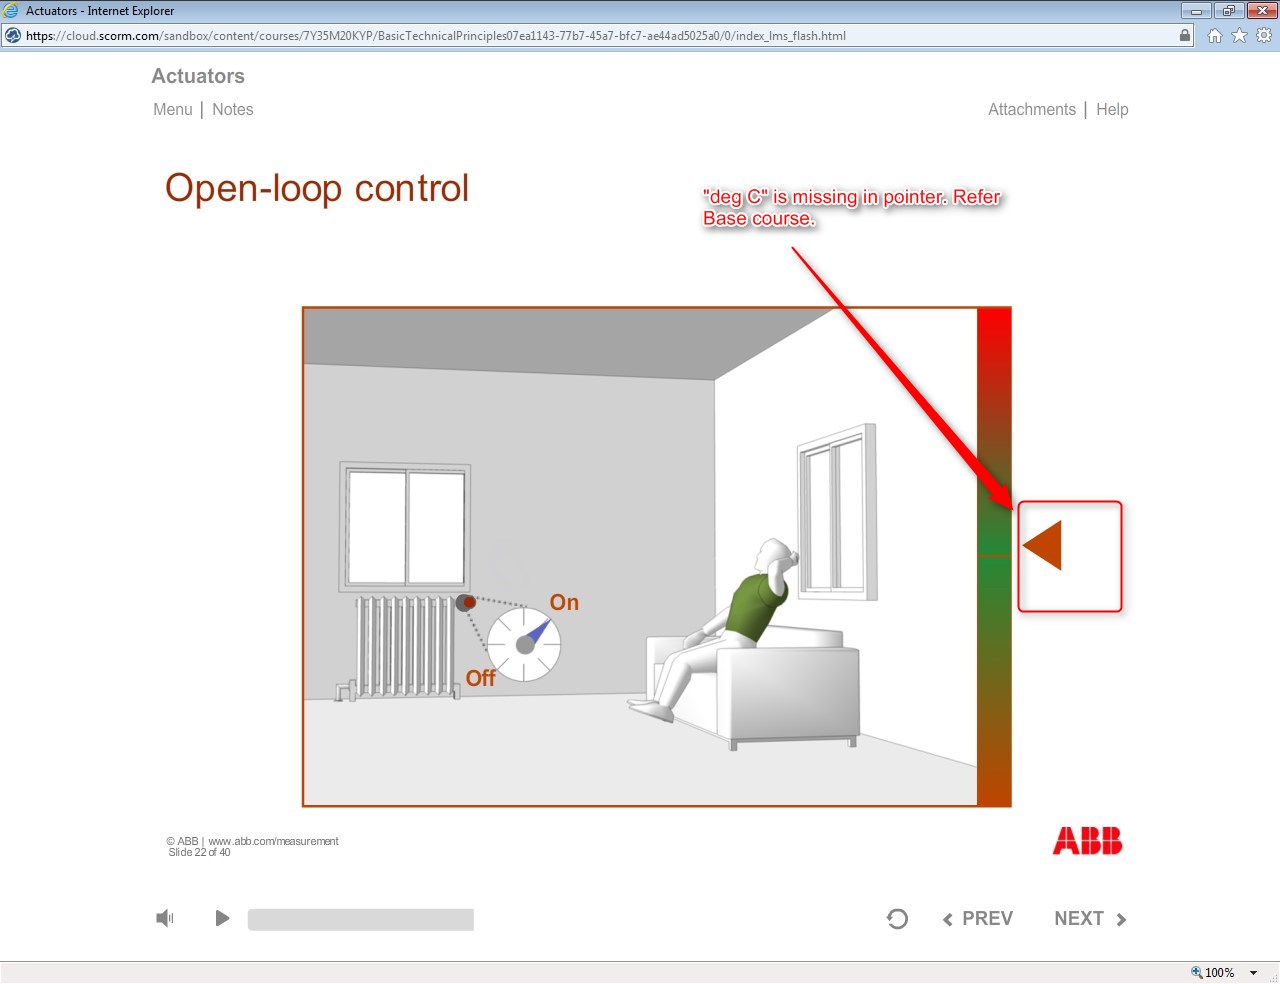 Actuators - Internet Explorer
https://cloud.scorm.com/sandbox/content/courses/7Y35M20KYP/BasicTechnicalPrinciples07ea1143-77b7-45a7-bfc7-ae44ad5025a0/0/index_lms_flash.html
Actuators
Menu | Notes
Attachments | Help
Open-loop control
"deg C" is missing in pointer. Refer
Base course.
On
Off
© ABB | www.abb.com/measurement
Slide 22 of 40
ABB
PREV
NEXT
100%